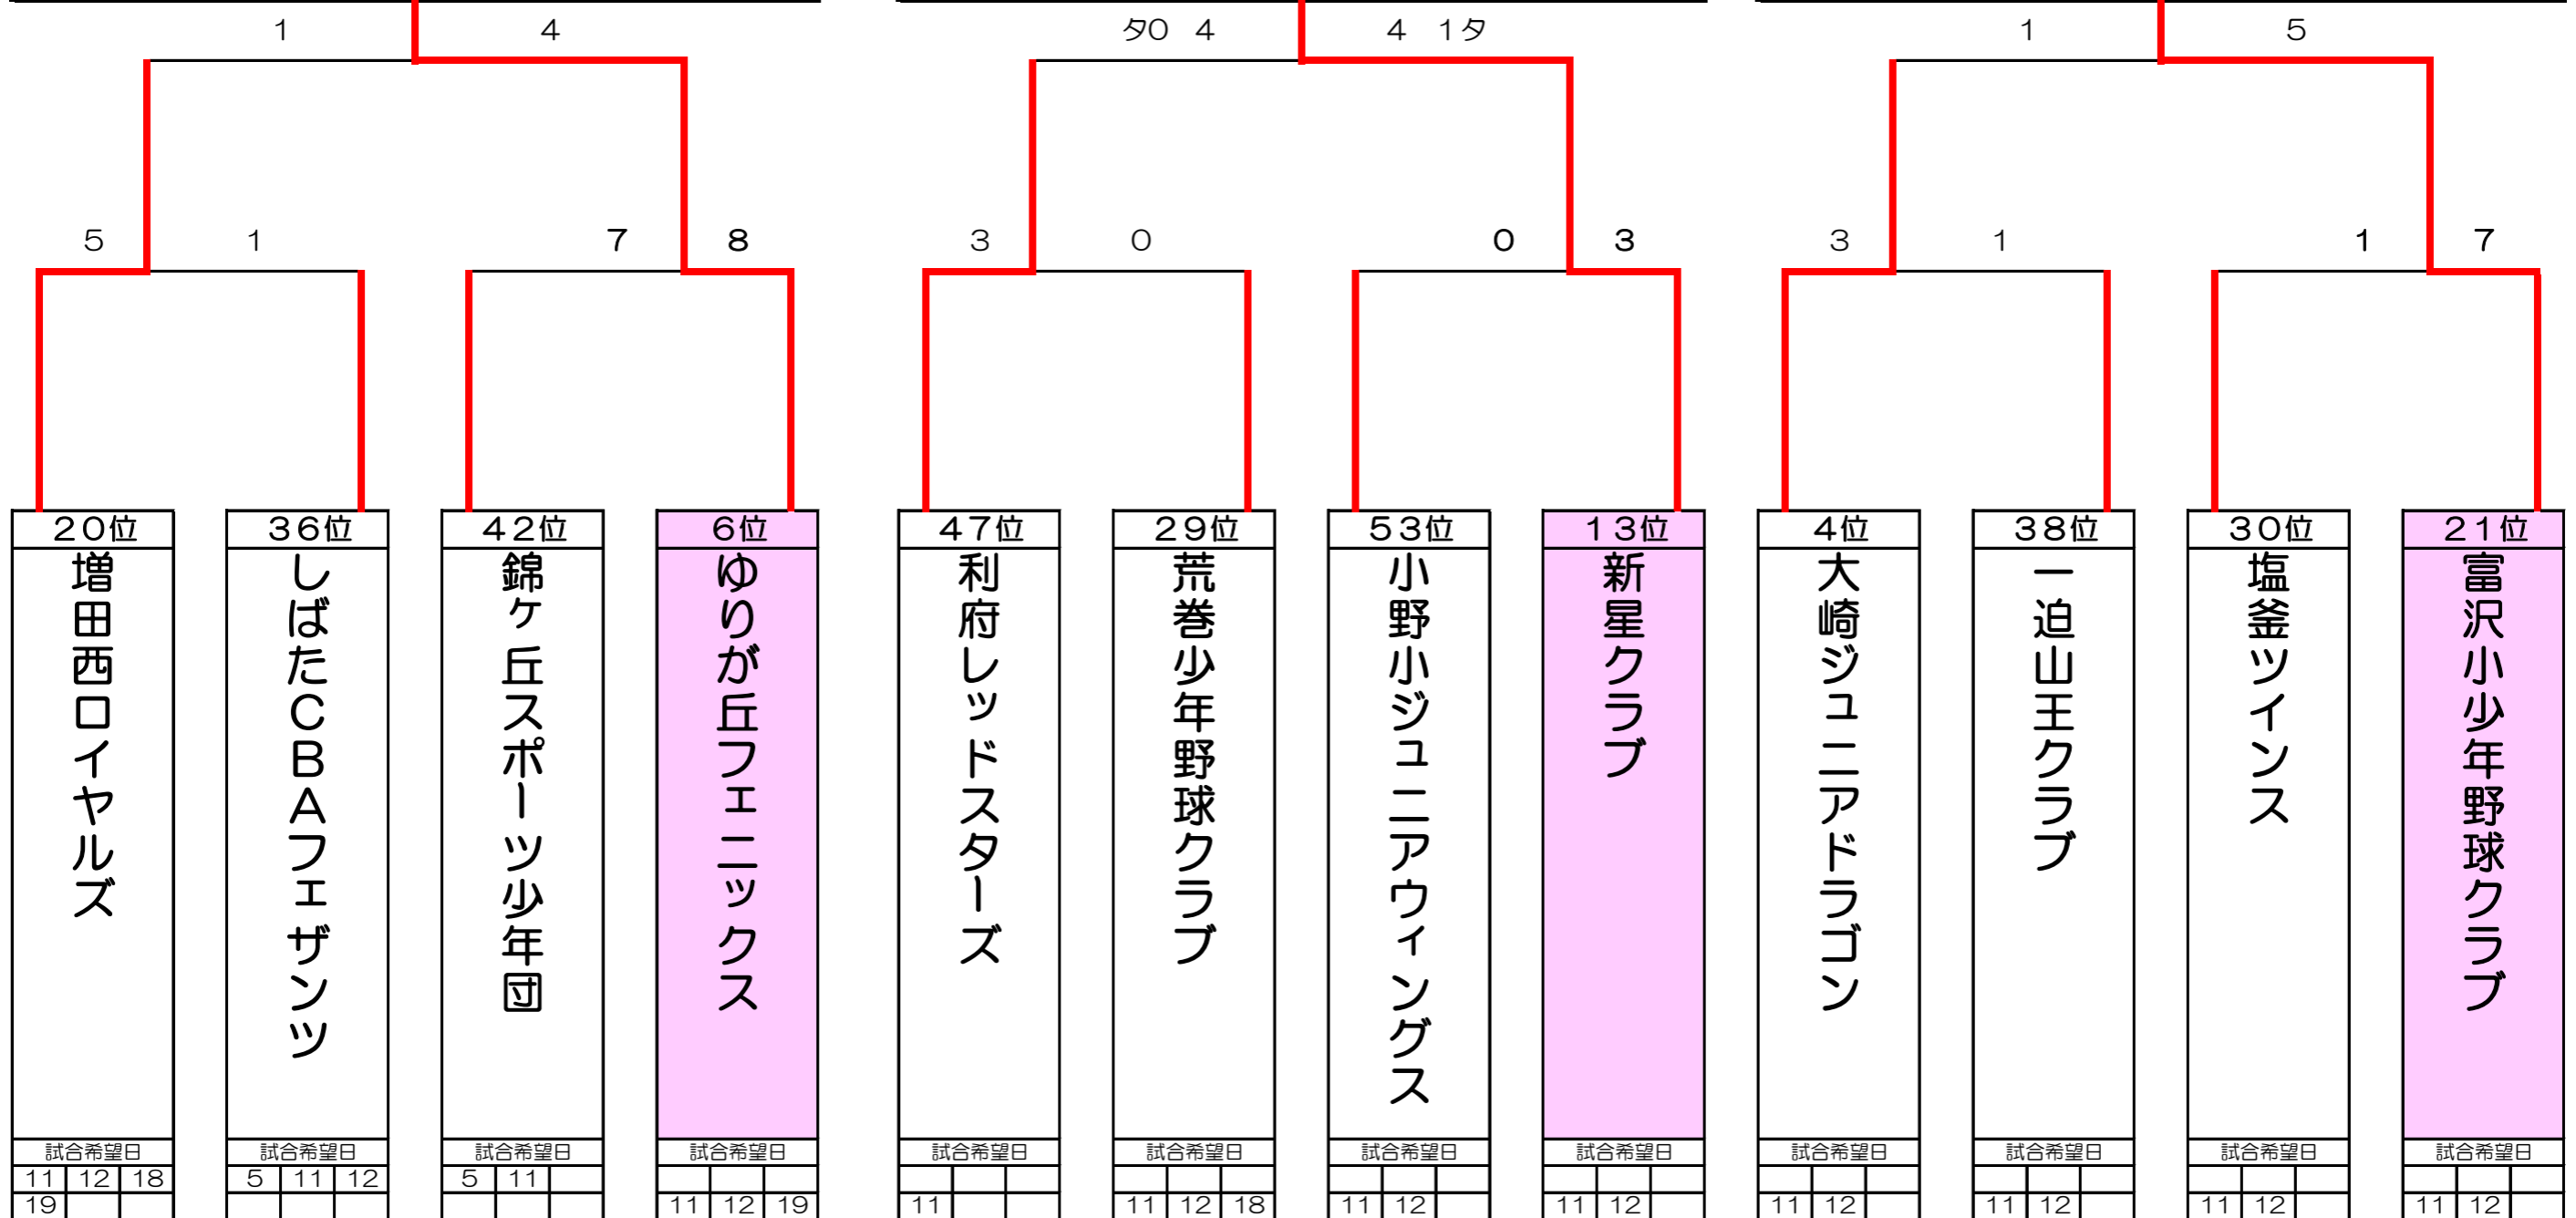 1 4 タ0 4 4 1タ 1 5
5 1 7 8 3 0 0 3 3 1 1 7
20位 36位 42位 6位 47位 29位 53位 13位 4位 38位 30位 21位
増田西ロイヤルズ
しばたCBAフェザンツ
錦ケ丘スポーツ少年団
ゆりが丘フェニックス
利府レッドスターズ
荒巻少年野球クラブ
小野小ジュニアウィングス
新星クラブ
大崎ジュニアドラゴン
一迫山王クラブ
塩釜ツインス
富沢小少年野球クラブ
試合希望日 試合希望日 試合希望日 試合希望日 試合希望日 試合希望日 試合希望日 試合希望日 試合希望日 試合希望日 試合希望日 試合希望日
11 12 18 5 11 12 5 11
19 11 12 19 11 11 12 18 11 12 11 12 11 12 11 12 11 12 11 12